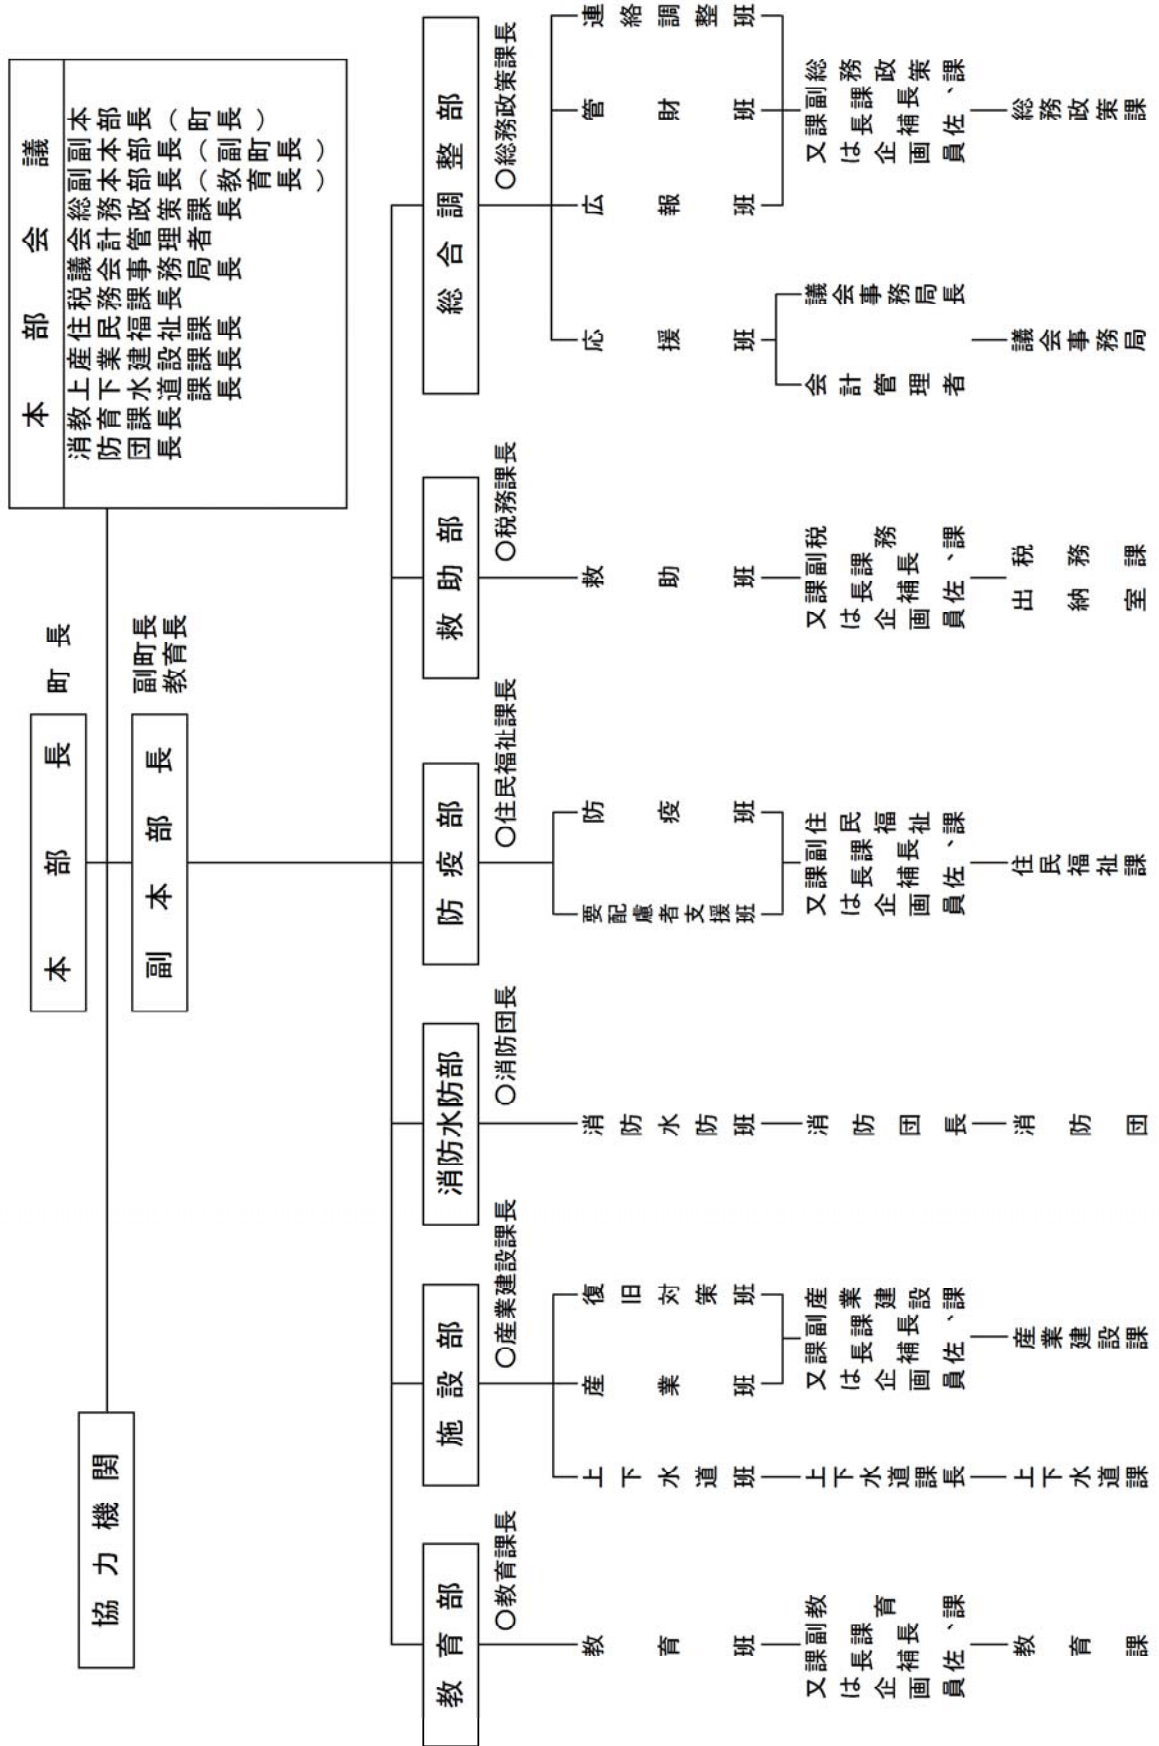 本部会議
本部長（町長）
副本部長（副町長）
副本部長（教育長）
総務政策課長
会計管理者
議会事務局長
税務課長
住民福祉課長
産業建設課長
上下水道課長
教育課長
消防団長
本部長
町長
副本部長
副町長
教育長
協力機関
総合調整部
○総務政策課長
連絡調整班
管財班
広報班
総務政策課
副課長、
課長補佐
又は企画員
総務政策課
応援班
議会事務局長
会計管理者
議会事務局
救助部
○税務課長
救助班
税務課
副課長、
課長補佐
又は企画員
税務課
出納室
防疫部
○住民福祉課長
防疫班
要配慮者支援班
住民福祉課
副課長、
課長補佐
又は企画員
住民福祉課
消防水防部
○消防団長
消防水防班
消防団長
消防団
施設部
○産業建設課長
復旧対策班
産業班
産業建設課
副課長、
課長補佐
又は企画員
産業建設課
上下水道班
上下水道課長
上下水道課
教育部
○教育課長
教育班
教育課
副課長、
課長補佐
又は企画員
教育課